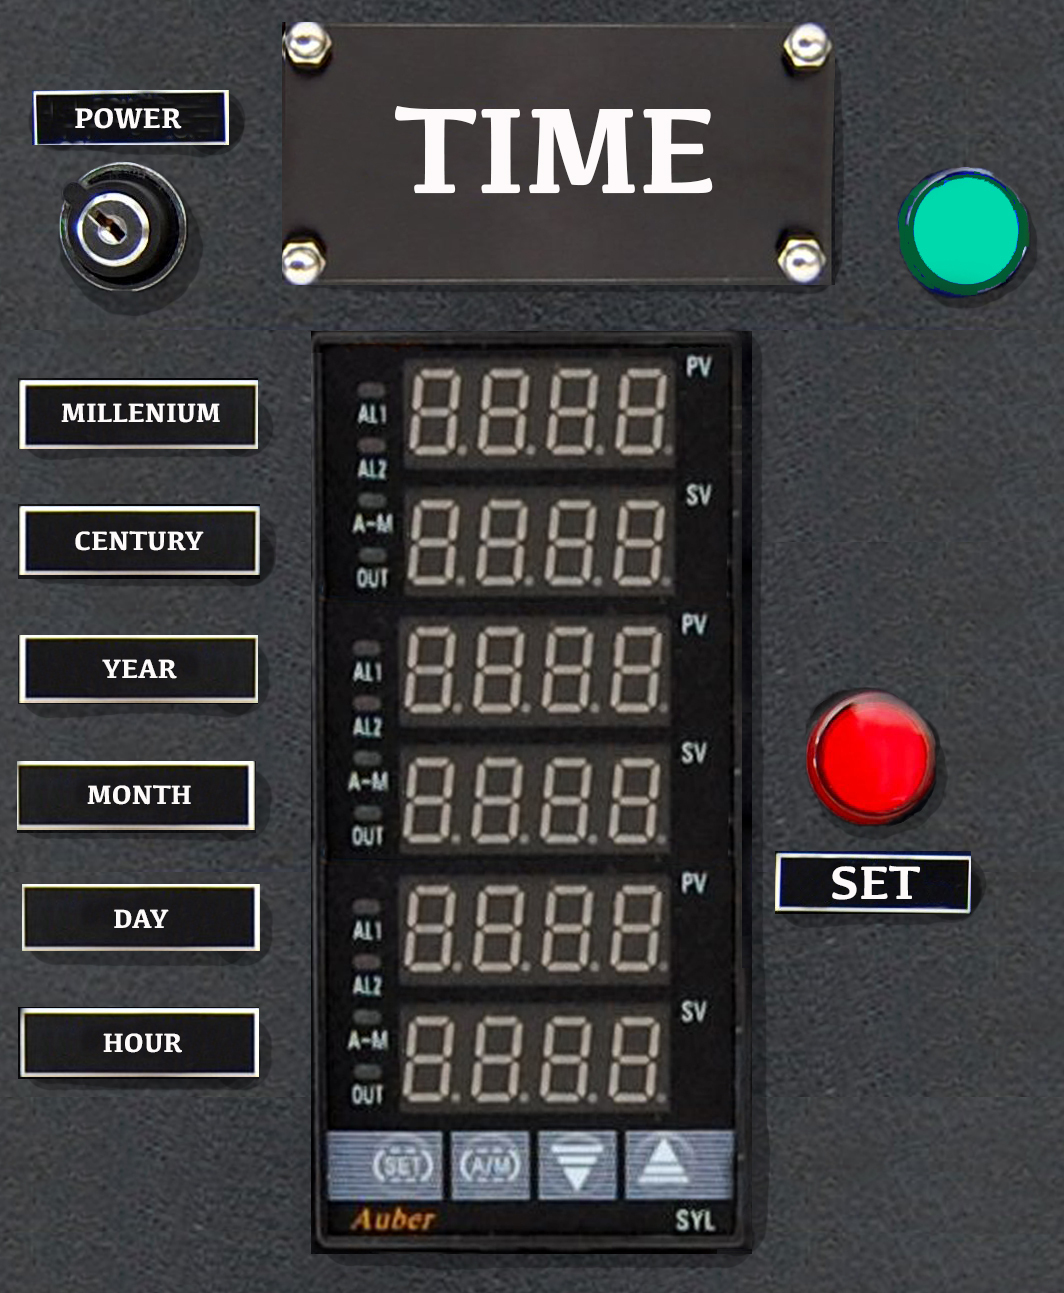 TIME
POWER
MILLENIUM
CENTURY
YEAR
MONTH
DAY
HOUR
PV
AL1
AL2
SV
A-M
OUT
PV
AL1
AL2
SV
A-M
OUT
PV
AL1
AL2
SV
A-M
OUT
SET
SET
A/M
Auber
SYL